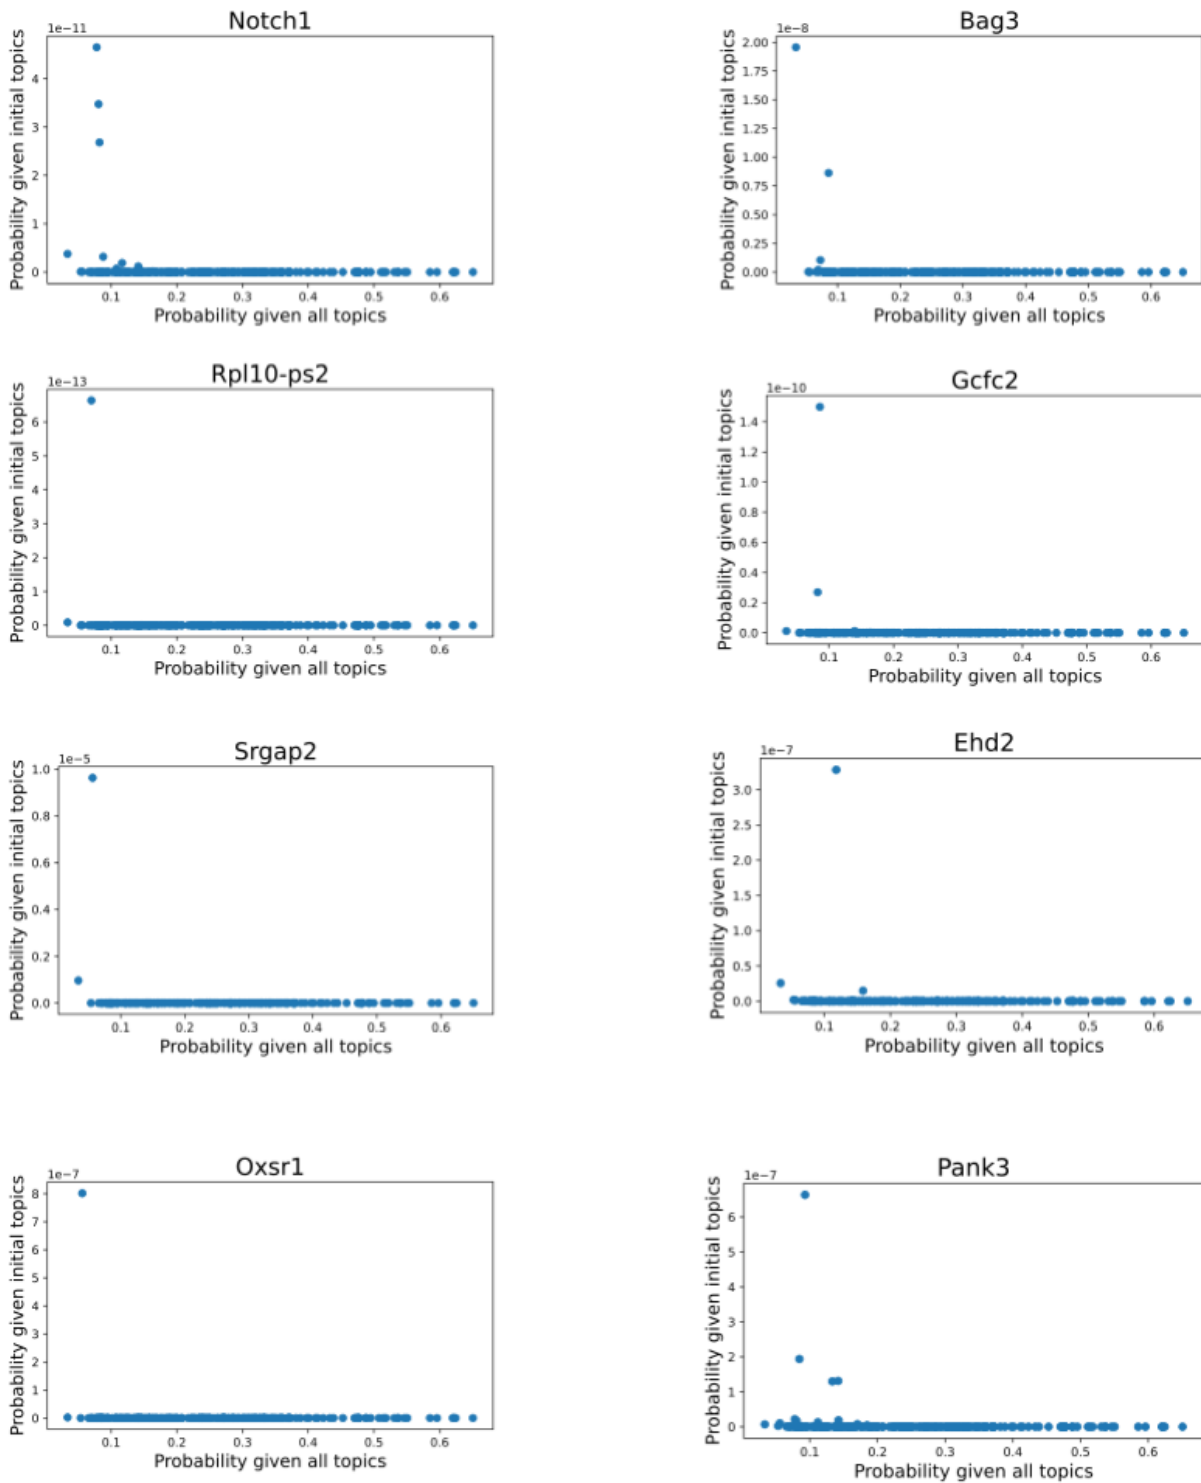 Notch1
1e−11
Probability given initial topics
4
3
2
1
0
0.1 0.2 0.3 0.4 0.5 0.6
Probability given all topics
Bag3
1e−8
Probability given initial topics
2.00
1.75
1.50
1.25
1.00
0.75
0.50
0.25
0.00
0.1 0.2 0.3 0.4 0.5 0.6
Probability given all topics
Rpl10-ps2
1e−13
Probability given initial topics
6
5
4
3
2
1
0
0.1 0.2 0.3 0.4 0.5 0.6
Probability given all topics
Gcfc2
1e−10
Probability given initial topics
1.4
1.2
1.0
0.8
0.6
0.4
0.2
0.0
0.1 0.2 0.3 0.4 0.5 0.6
Probability given all topics
Srgap2
1e−5
Probability given initial topics
1.0
0.8
0.6
0.4
0.2
0.0
0.1 0.2 0.3 0.4 0.5 0.6
Probability given all topics
Ehd2
1e−7
Probability given initial topics
3.0
2.5
2.0
1.5
1.0
0.5
0.0
0.1 0.2 0.3 0.4 0.5 0.6
Probability given all topics
Oxsr1
1e−7
Probability given initial topics
8
7
6
5
4
3
2
1
0
0.1 0.2 0.3 0.4 0.5 0.6
Probability given all topics
Pank3
1e−7
Probability given initial topics
6
5
4
3
2
1
0
0.1 0.2 0.3 0.4 0.5 0.6
Probability given all topics